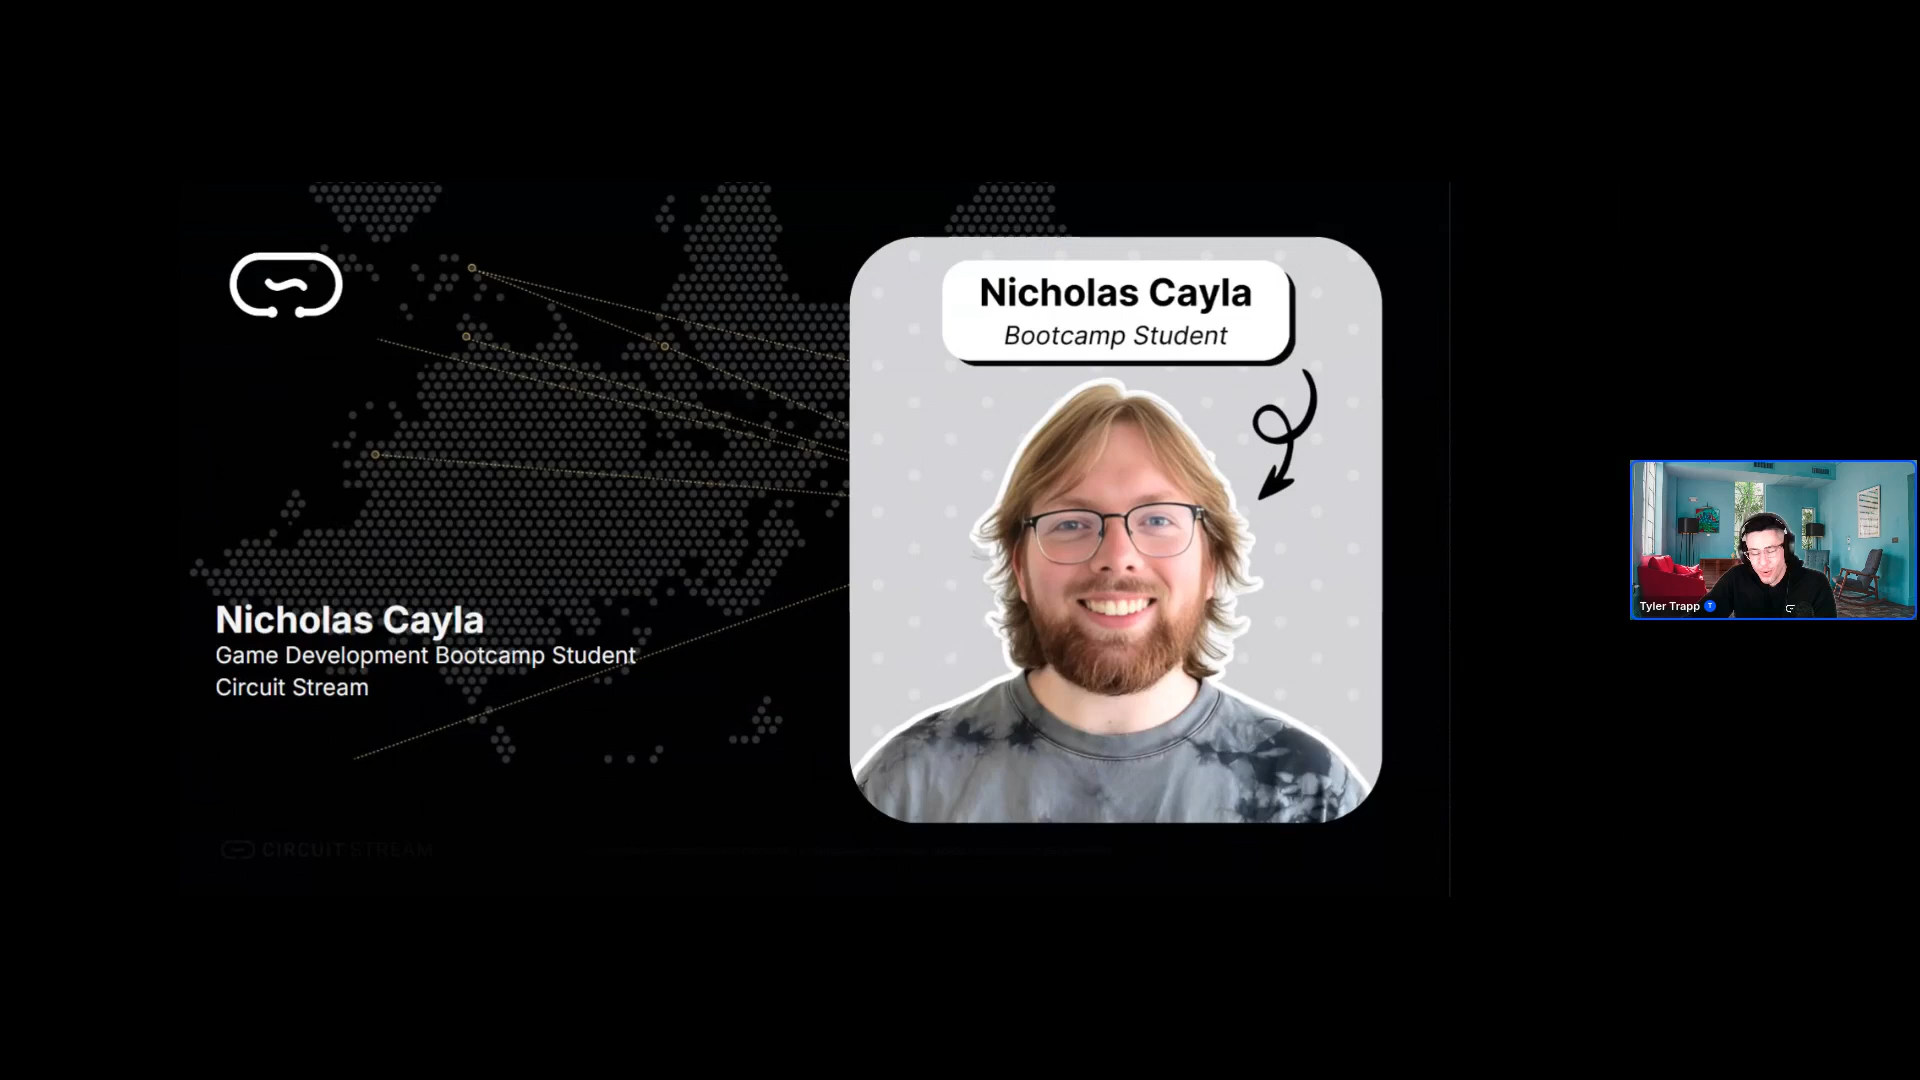 Nicholas Cayla
Bootcamp Student
Nicholas Cayla
Game Development Bootcamp Student
Circuit Stream
CIRCUIT STREAM
Tyler Trapp
T